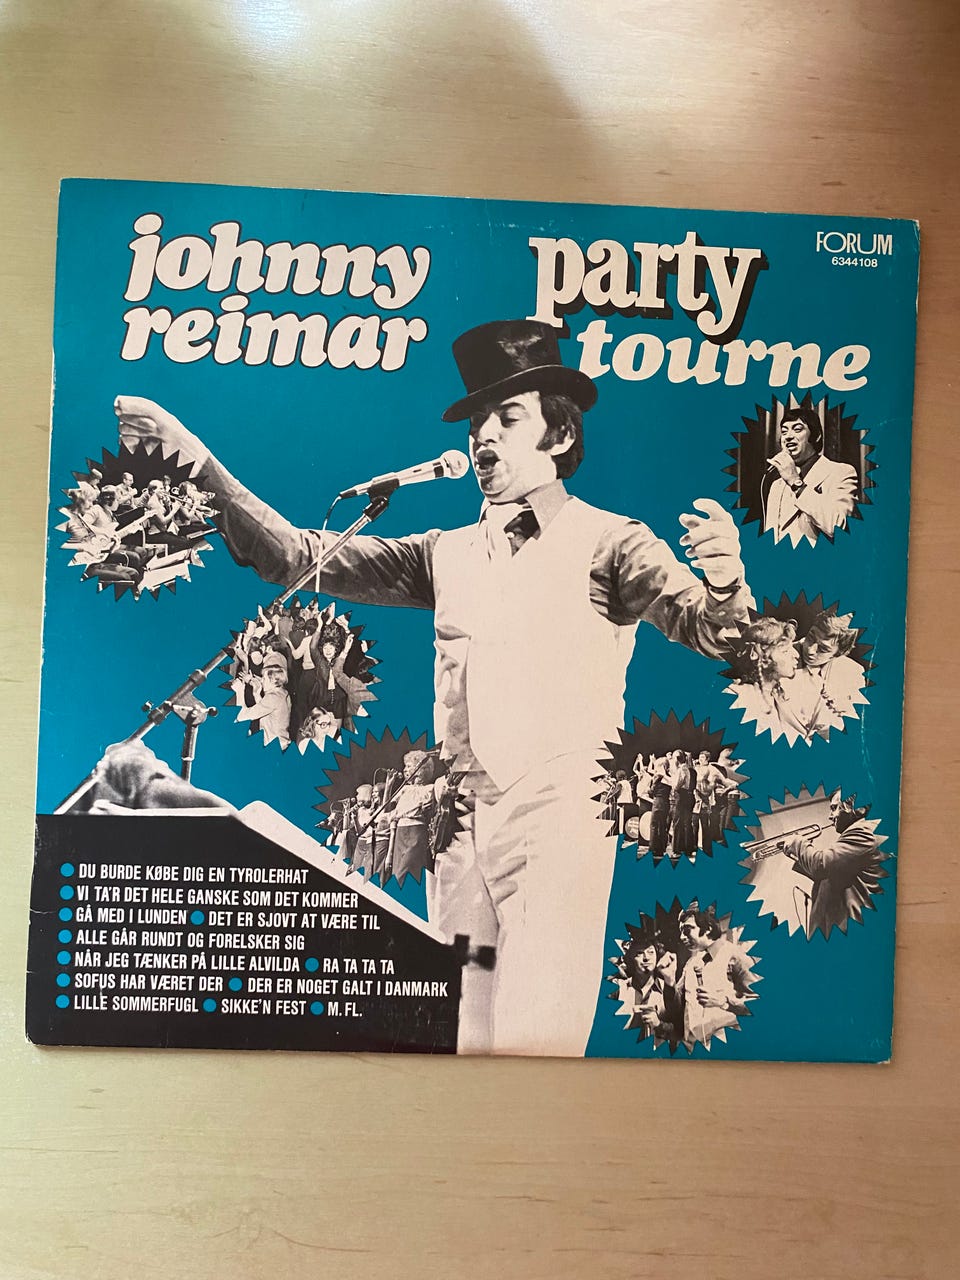 johnny
reimar
party
tourne
FORUM
6344108
● DU BURDE KØBE DIG EN TYROLERHAT
● VI TA'R DET HELE GANSKE SOM DET KOMMER
● GÅ MED I LUNDEN ● DET ER SJOVT AT VÆRE TIL
● ALLE GÅR RUNDT OG FORELSKER SIG
● NÅR JEG TÆNKER PÅ LILLE ALVILDA ● RA TA TA TA
● SOFUS HAR VÆRET DER ● DER ER NOGET GALT I DANMARK
● LILLE SOMMERFUGL ● SIKKE'N FEST ● M. FL.